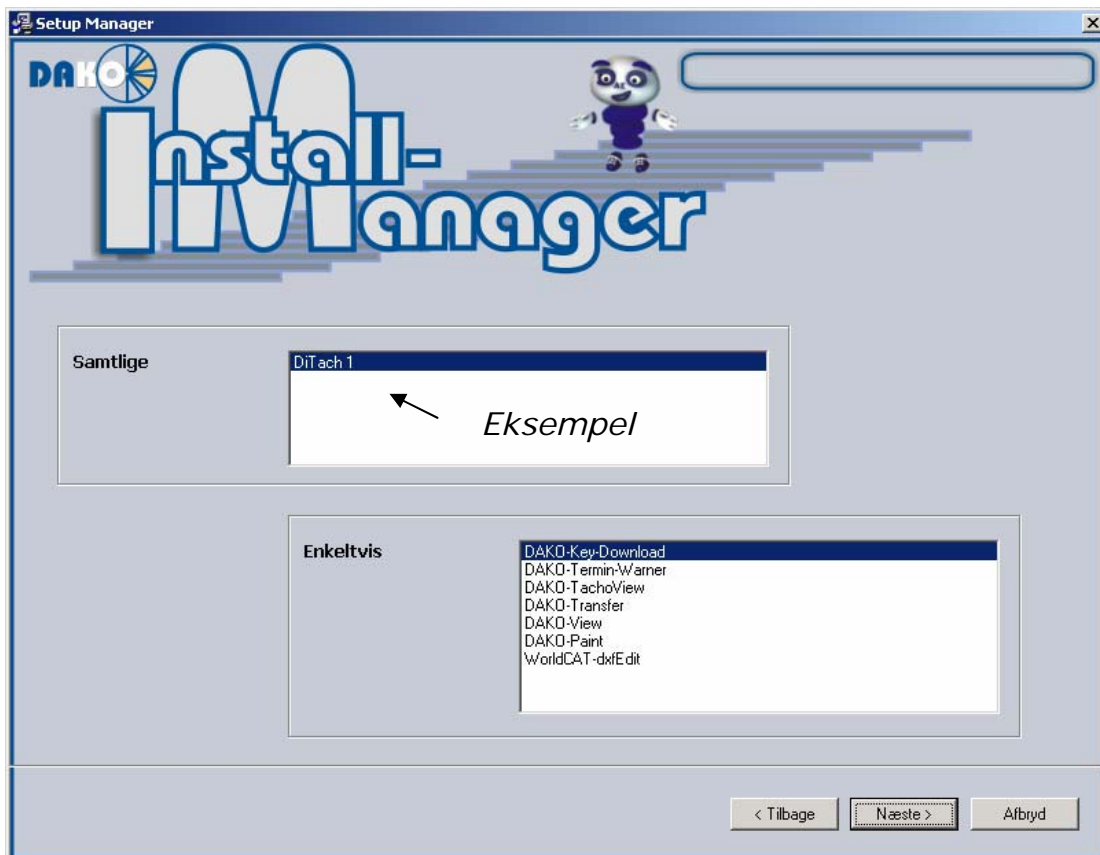 Setup Manager
DAKO
Install-
Manager
Samtlige
DiTach 1
Eksempel
Enkeltvis
DAKO-Key-Download
DAKO-Termin-Warner
DAKO-TachoView
DAKO-Transfer
DAKO-View
DAKO-Paint
WorldCAT-dxfEdit
< Tilbage
Næste >
Afbryd